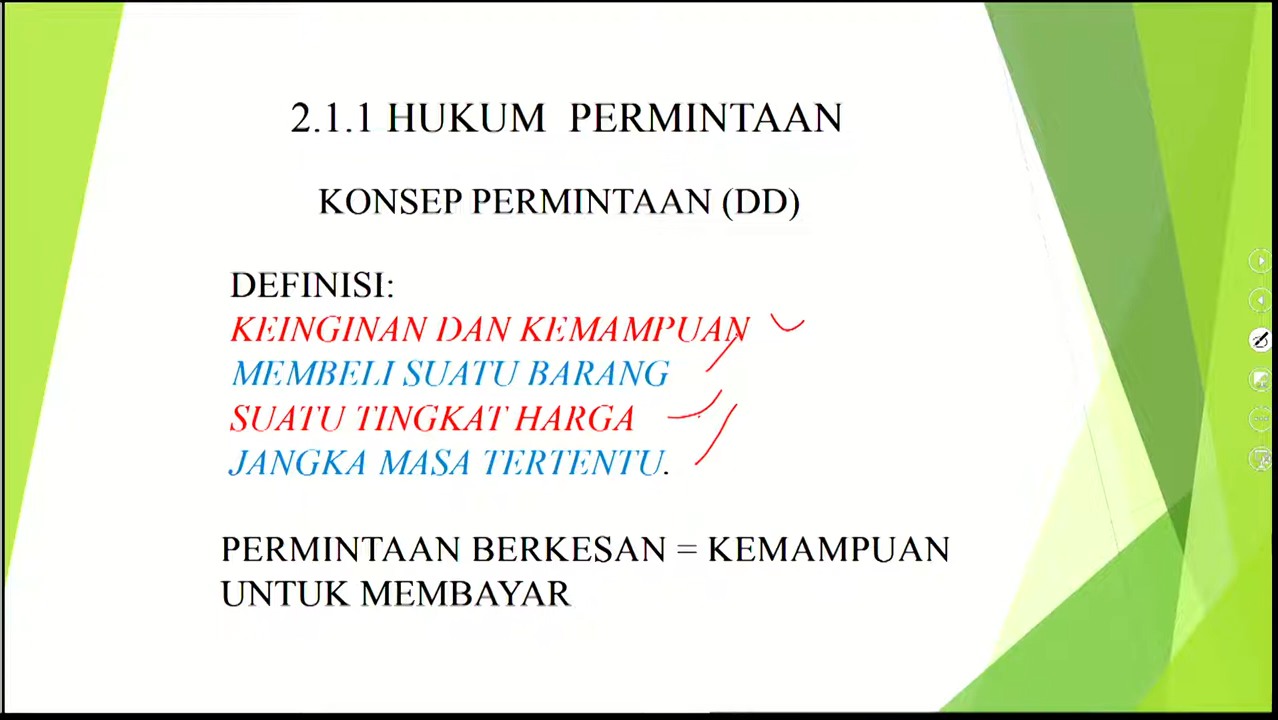 2.1.1 HUKUM PERMINTAAN
KONSEP PERMINTAAN (DD)
DEFINISI:
KEINGINAN DAN KEMAMPUAN
MEMBELI SUATU BARANG
SUATU TINGKAT HARGA
JANGKA MASA TERTENTU.
PERMINTAAN BERKESAN = KEMAMPUAN
UNTUK MEMBAYAR